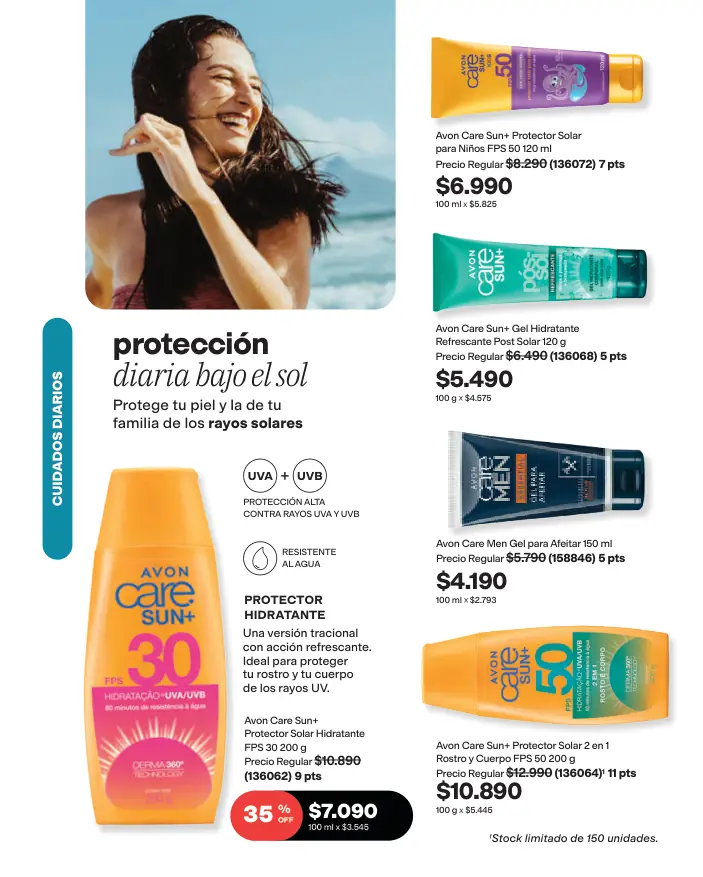 CUIDADOS DIARIOS
protección
diaria bajo el sol
Protege tu piel y la de tu
familia de los rayos solares
UVA + UVB
PROTECCIÓN ALTA
CONTRA RAYOS UVA Y UVB
RESISTENTE
AL AGUA
AVON
care
SUN+
FPS 30
HIDRATAÇÃO+UVA/UVB
80 minutos de resistência à água
DERMA 360°
TECHNOLOGY
PROTECTOR
HIDRATANTE
Una versión tracional
con acción refrescante.
Ideal para proteger
tu rostro y tu cuerpo
de los rayos UV.
Avon Care Sun+
Protector Solar Hidratante
FPS 30 200 g
Precio Regular $10.890
(136062) 9 pts
35 % OFF
$7.090
100 ml x $3.545
AVON
care
SUN+
FPS 50
Avon Care Sun+ Protector Solar
para Niños FPS 50 120 ml
Precio Regular $8.290 (136072) 7 pts
$6.990
100 ml x $5.825
AVON
care
SUN+
pós-
sol
REFRESCANTE
Avon Care Sun+ Gel Hidratante
Refrescante Post Solar 120 g
Precio Regular $6.490 (136068) 5 pts
$5.490
100 g x $4.575
AVON
care
MEN
ESSENTIAL
GEL PARA
AFEITAR
Avon Care Men Gel para Afeitar 150 ml
Precio Regular $5.790 (158846) 5 pts
$4.190
100 ml x $2.793
AVON
care
SUN+
FPS 50
HIDRATAÇÃO+UVA/UVB
80 minutos de resistência à água
2 EM 1
ROSTO E CORPO
DERMA 360°
TECHNOLOGY
Avon Care Sun+ Protector Solar 2 en 1
Rostro y Cuerpo FPS 50 200 g
Precio Regular $12.990 (136064)¹ 11 pts
$10.890
100 g x $5.445
¹Stock limitado de 150 unidades.